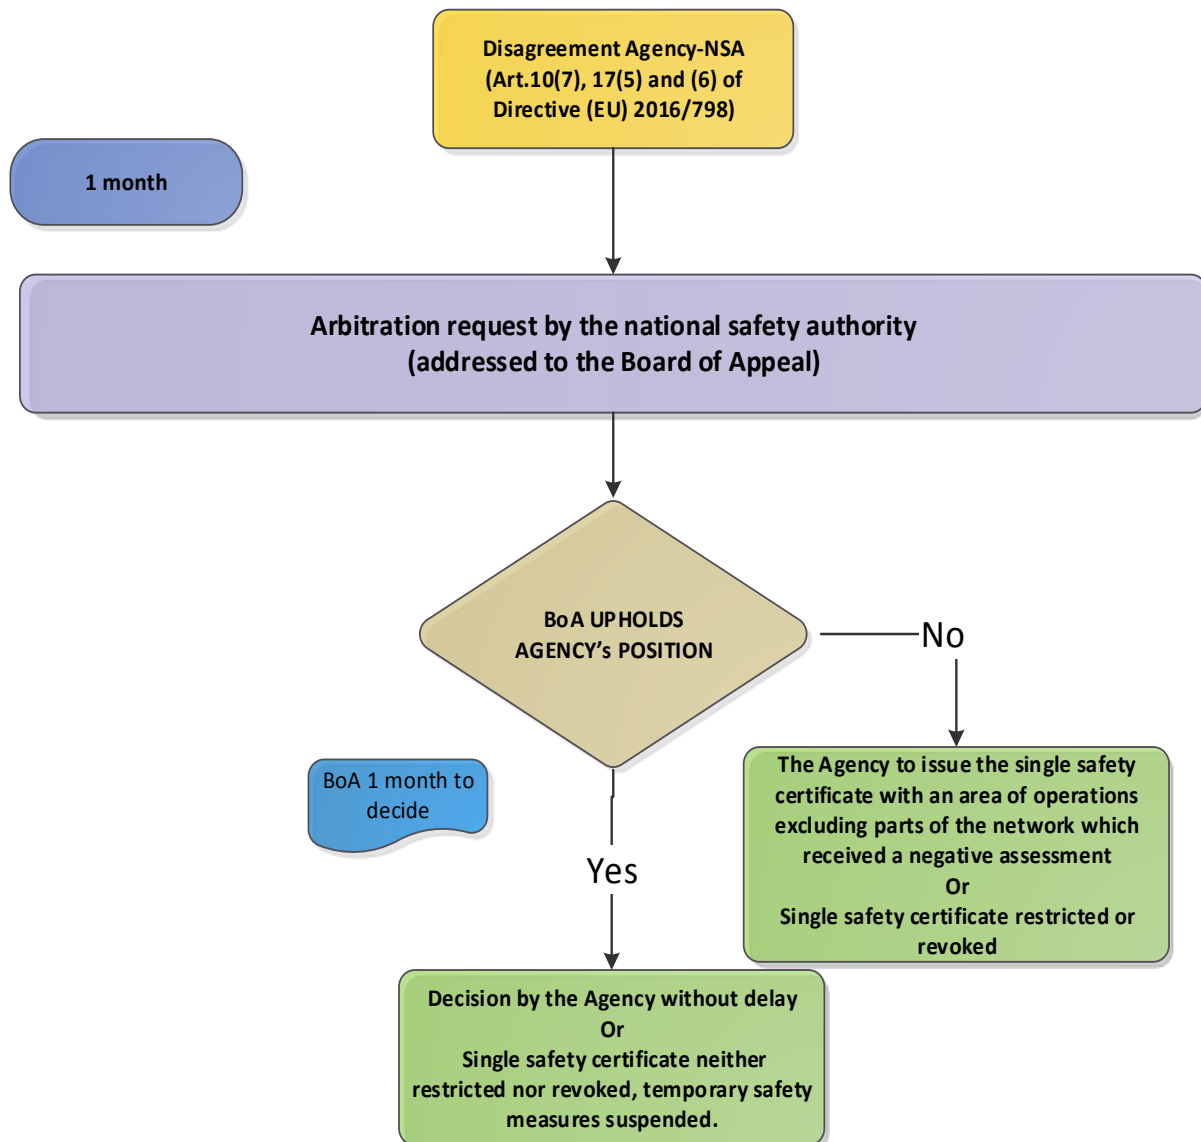 Disagreement Agency-NSA
(Art.10(7), 17(5) and (6) of
Directive (EU) 2016/798)
1 month
Arbitration request by the national safety authority
(addressed to the Board of Appeal)
BoA UPHOLDS
AGENCY's POSITION
No
The Agency to issue the single safety
certificate with an area of operations
excluding parts of the network which
received a negative assessment
Or
Single safety certificate restricted or
revoked
BoA 1 month to
decide
Yes
Decision by the Agency without delay
Or
Single safety certificate neither
restricted nor revoked, temporary safety
measures suspended.